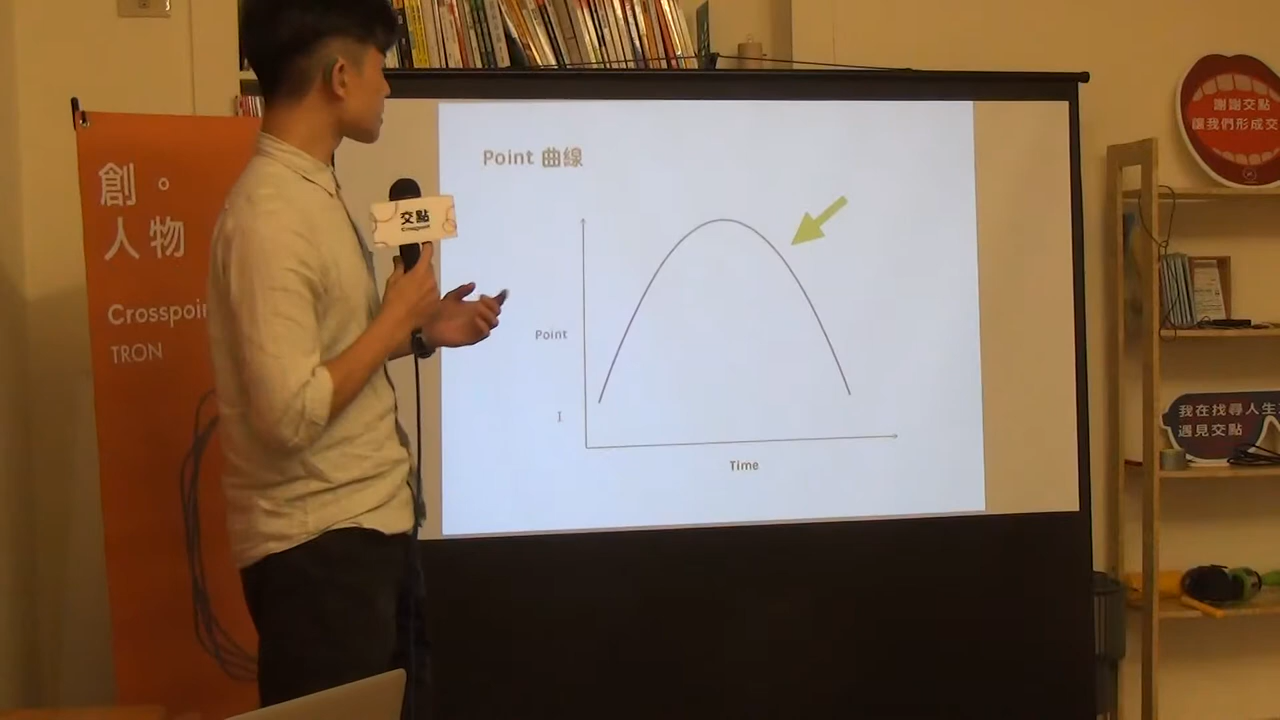 創。
人物
Crosspoin
TRON
交點
Point 曲線
Point
I
Time
謝謝交點
讓我們形成交
我在找尋人生
遇見交點